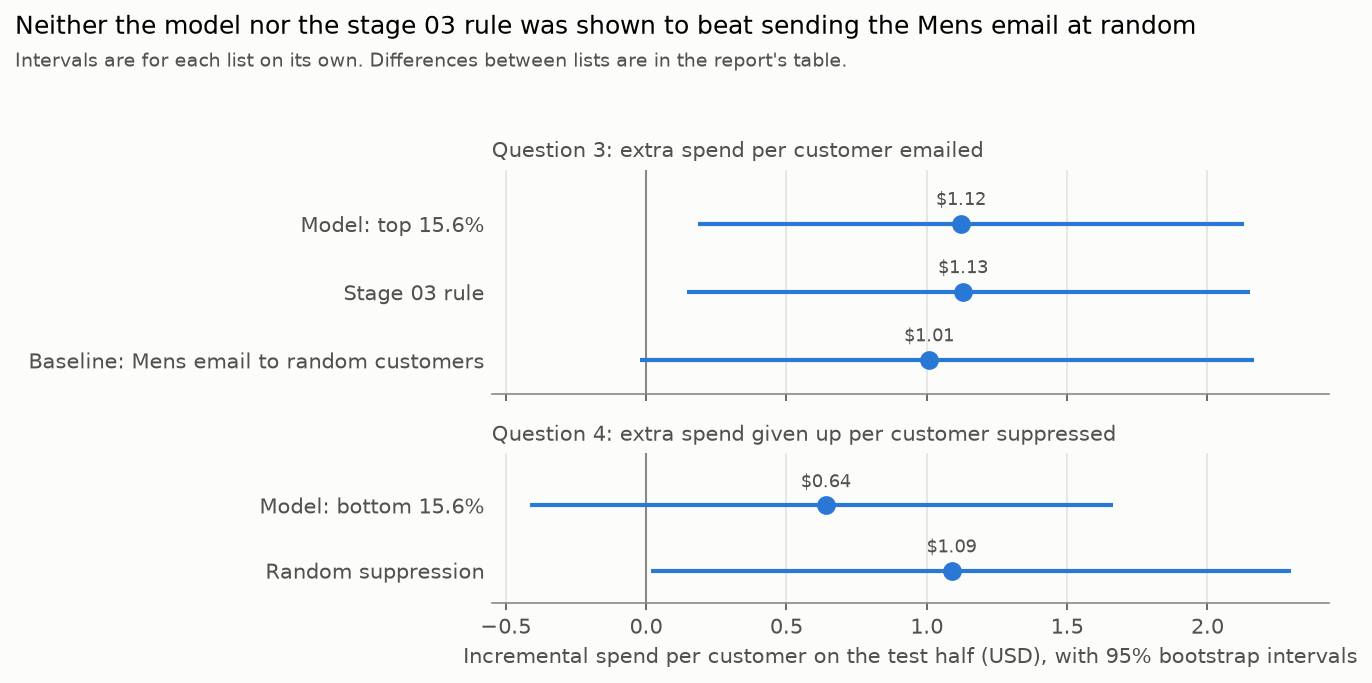 Neither the model nor the stage 03 rule was shown to beat sending the Mens email at random
Intervals are for each list on its own. Differences between lists are in the report's table.
Question 3: extra spend per customer emailed
Model: top 15.6%
$1.12
Stage 03 rule
$1.13
Baseline: Mens email to random customers
$1.01
Question 4: extra spend given up per customer suppressed
Model: bottom 15.6%
$0.64
Random suppression
$1.09
−0.5 0.0 0.5 1.0 1.5 2.0
Incremental spend per customer on the test half (USD), with 95% bootstrap intervals